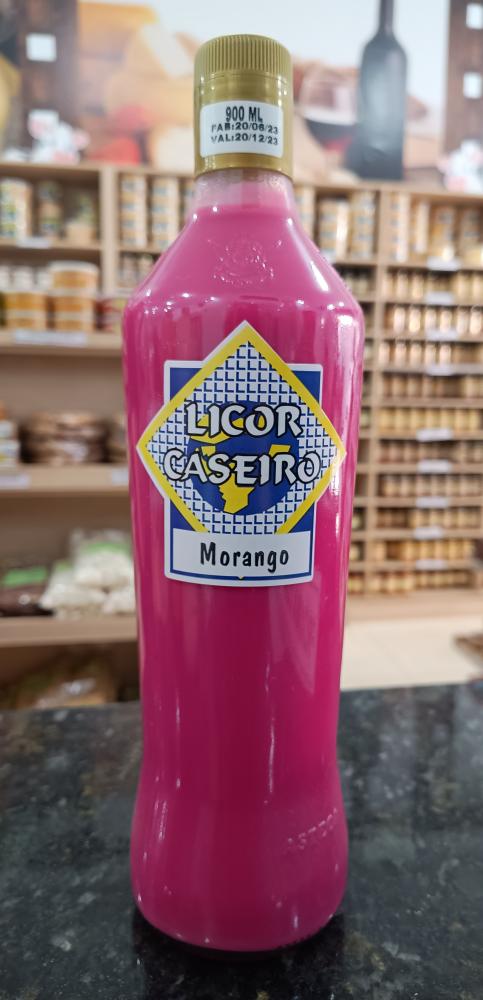 900 ML
FAB:20/06/23
VAL:20/12/23
LICOR
CASEIRO
Morango